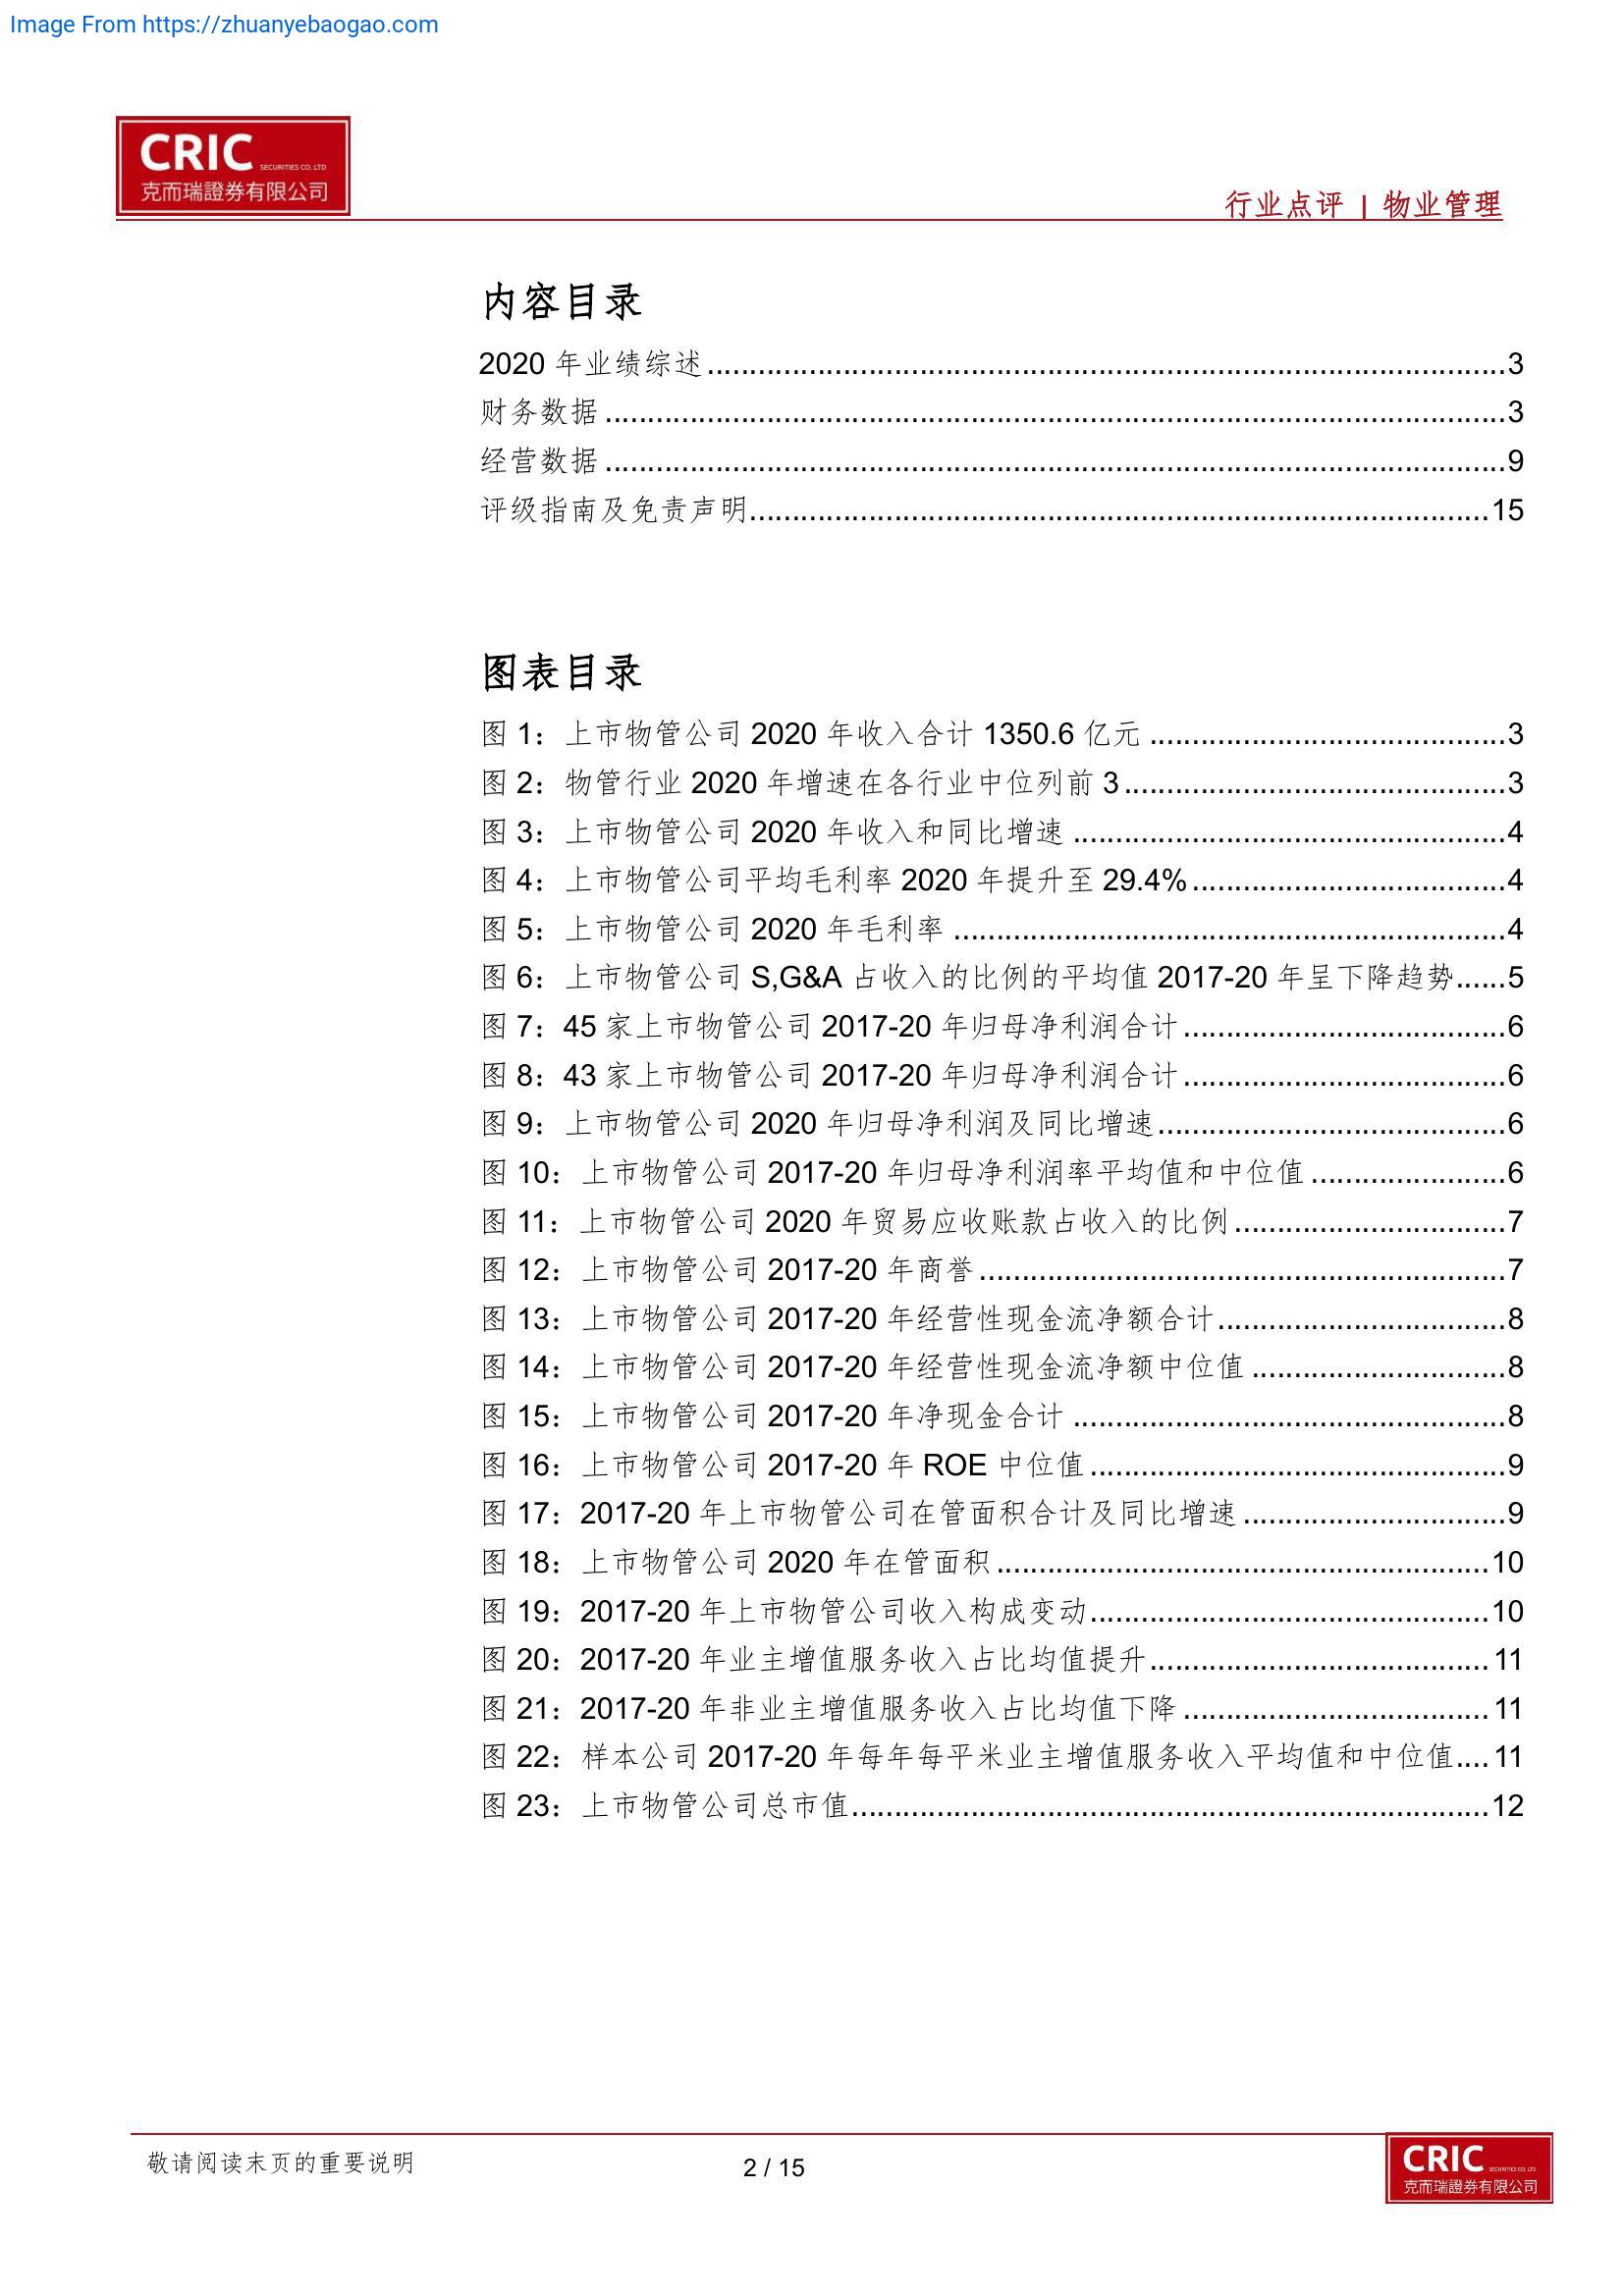 Image From https://zhuanyebaogao.com
CRIC SECURITIES CO. LTD
克而瑞證券有限公司
行业点评 | 物业管理
内容目录
2020 年业绩综述................................................................................................3
财务数据............................................................................................................3
经营数据............................................................................................................9
评级指南及免责声明.........................................................................................15
图表目录
图 1：上市物管公司 2020 年收入合计 1350.6 亿元...........................................3
图 2：物管行业 2020 年增速在各行业中位列前 3..............................................3
图 3：上市物管公司 2020 年收入和同比增速....................................................4
图 4：上市物管公司平均毛利率 2020 年提升至 29.4%......................................4
图 5：上市物管公司 2020 年毛利率..................................................................4
图 6：上市物管公司 S,G&A 占收入的比例的平均值 2017-20 年呈下降趋势......5
图 7：45 家上市物管公司 2017-20 年归母净利润合计.......................................6
图 8：43 家上市物管公司 2017-20 年归母净利润合计.......................................6
图 9：上市物管公司 2020 年归母净利润及同比增速..........................................6
图 10：上市物管公司 2017-20 年归母净利润率平均值和中位值.......................6
图 11：上市物管公司 2020 年贸易应收账款占收入的比例................................7
图 12：上市物管公司 2017-20 年商誉...............................................................7
图 13：上市物管公司 2017-20 年经营性现金流净额合计..................................8
图 14：上市物管公司 2017-20 年经营性现金流净额中位值..............................8
图 15：上市物管公司 2017-20 年净现金合计....................................................8
图 16：上市物管公司 2017-20 年 ROE 中位值..................................................9
图 17：2017-20 年上市物管公司在管面积合计及同比增速...............................9
图 18：上市物管公司 2020 年在管面积...........................................................10
图 19：2017-20 年上市物管公司收入构成变动................................................10
图 20：2017-20 年业主增值服务收入占比均值提升.........................................11
图 21：2017-20 年非业主增值服务收入占比均值下降.....................................11
图 22：样本公司 2017-20 年每年每平米业主增值服务收入平均值和中位值....11
图 23：上市物管公司总市值............................................................................12
敬请阅读末页的重要说明
2 / 15
CRIC SECURITIES CO. LTD
克而瑞證券有限公司